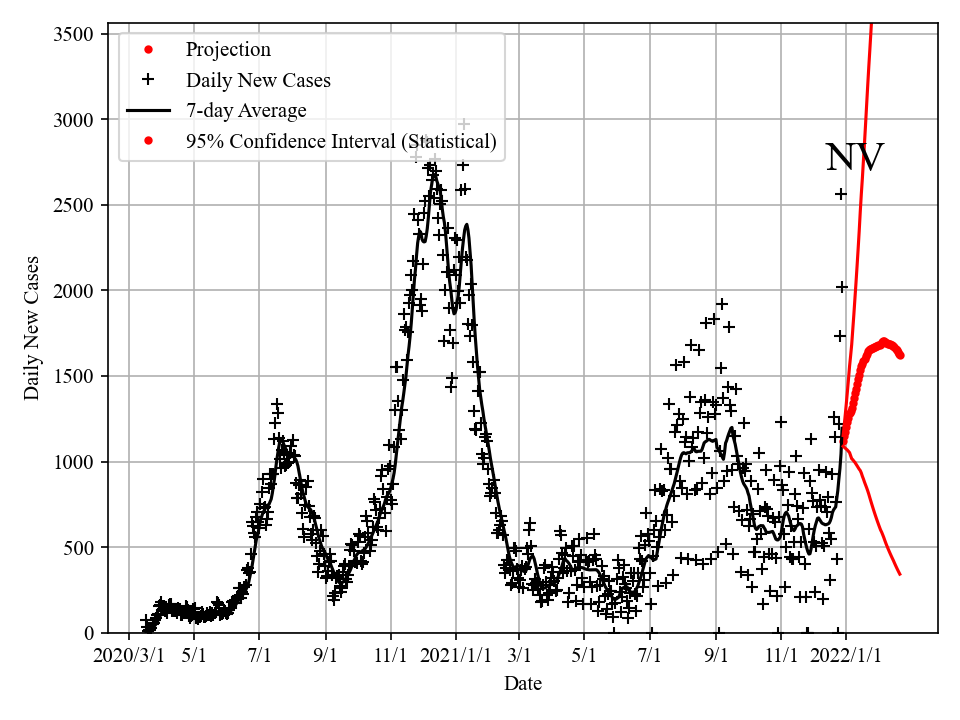 Projection
Daily New Cases
7-day Average
95% Confidence Interval (Statistical)
NV
Daily New Cases
3500
3000
2500
2000
1500
1000
500
0
2020/3/1 5/1 7/1 9/1 11/1 2021/1/1 3/1 5/1 7/1 9/1 11/1 2022/1/1
Date